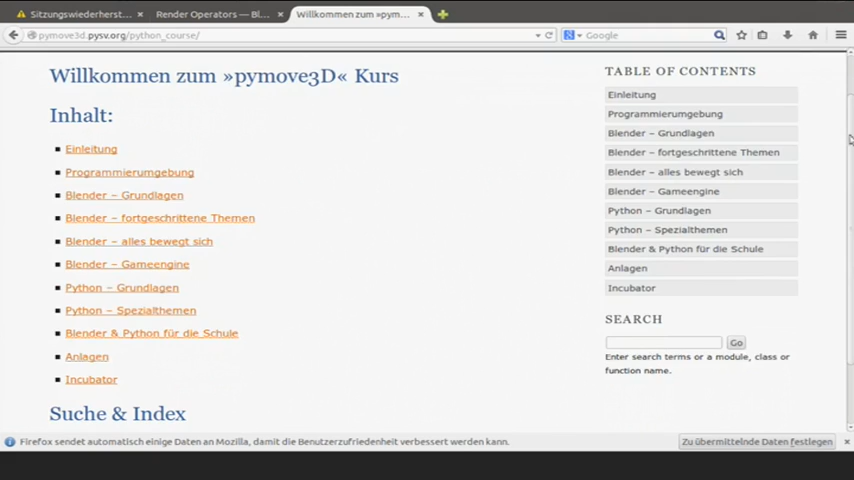 Sitzungswiederherst...
Render Operators — Bl...
Willkommen zum »pym...
pymove3d.pysv.org/python_course/
Google
Willkommen zum »pymove3D« Kurs
Inhalt:
Einleitung
Programmierumgebung
Blender – Grundlagen
Blender – fortgeschrittene Themen
Blender – alles bewegt sich
Blender – Gameengine
Python – Grundlagen
Python – Spezialthemen
Blender & Python für die Schule
Anlagen
Incubator
Suche & Index
TABLE OF CONTENTS
Einleitung
Programmierumgebung
Blender – Grundlagen
Blender – fortgeschrittene Themen
Blender – alles bewegt sich
Blender – Gameengine
Python – Grundlagen
Python – Spezialthemen
Blender & Python für die Schule
Anlagen
Incubator
SEARCH
Go
Enter search terms or a module, class or
function name.
Firefox sendet automatisch einige Daten an Mozilla, damit die Benutzerzufriedenheit verbessert werden kann.
Zu übermittelnde Daten festlegen